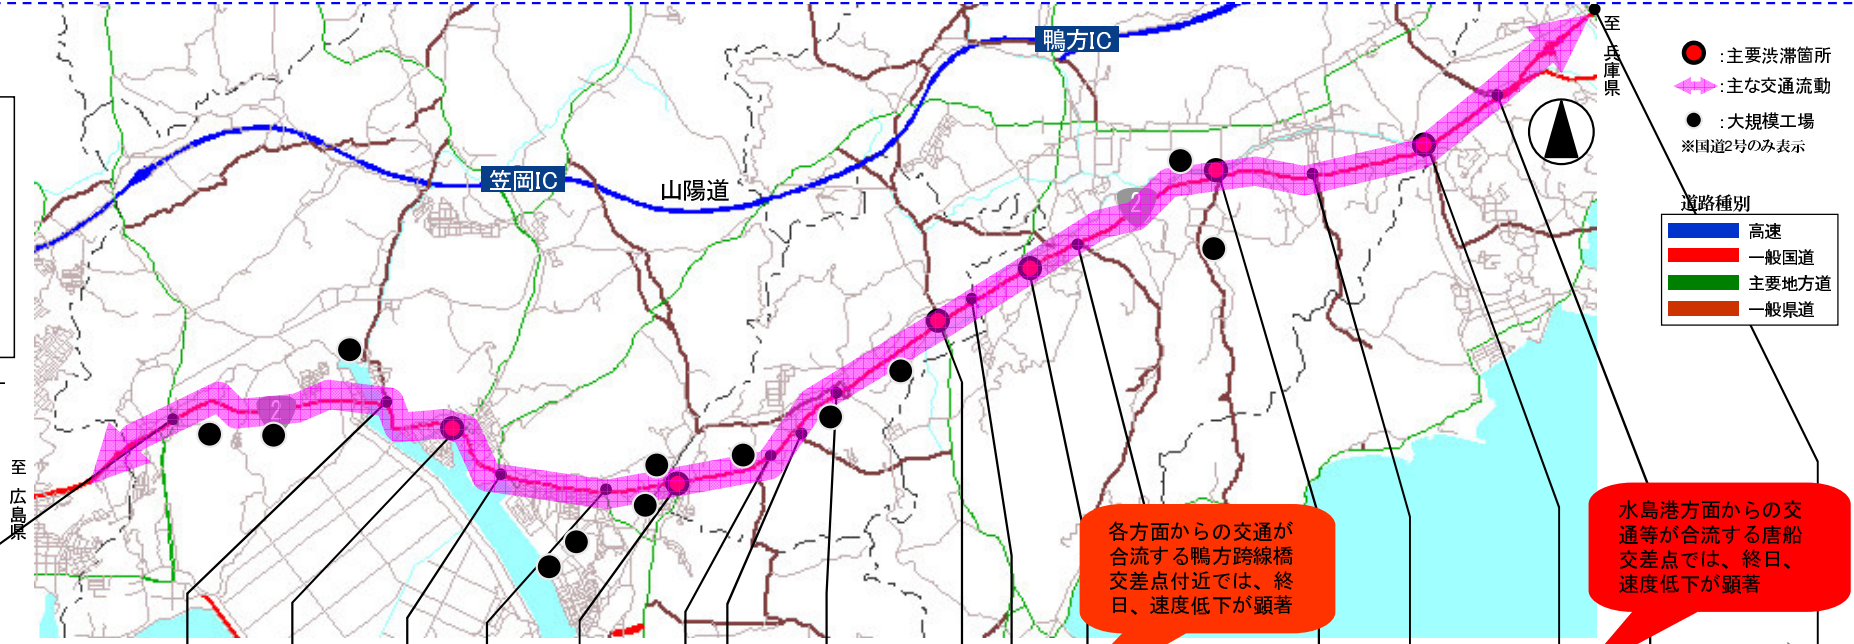 鴨方IC
笠岡IC
山陽道
2
2
至 兵庫県
至 広島県
:主要渋滞箇所
:主な交通流動
:大規模工場
※国道2号のみ表示
道路種別
高速
一般国道
主要地方道
一般県道
各方面からの交通が
合流する鴨方跨線橋
交差点付近では、終
日、速度低下が顕著
水島港方面からの交
通等が合流する唐船
交差点では、終日、
速度低下が顕著